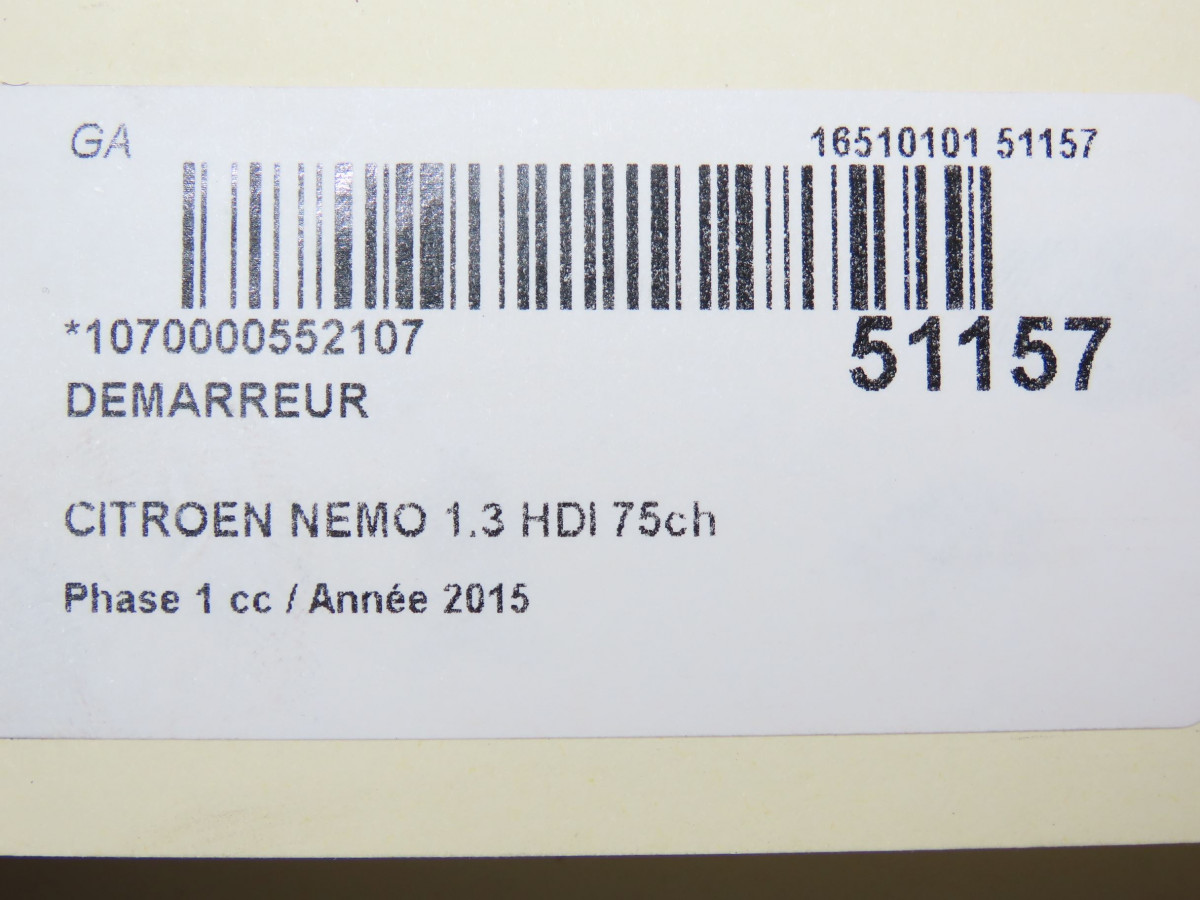 GA
16510101 51157
*1070000552107
51157
DEMARREUR
CITROEN NEMO 1.3 HDI 75ch
Phase 1 cc / Année 2015